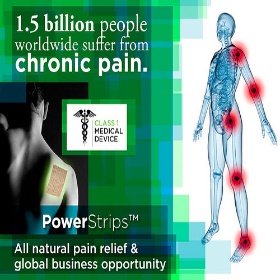 1.5 billion people
worldwide suffer from
chronic pain.
CLASS 1
MEDICAL
DEVICE
PowerStrips™
All natural pain relief &
global business opportunity